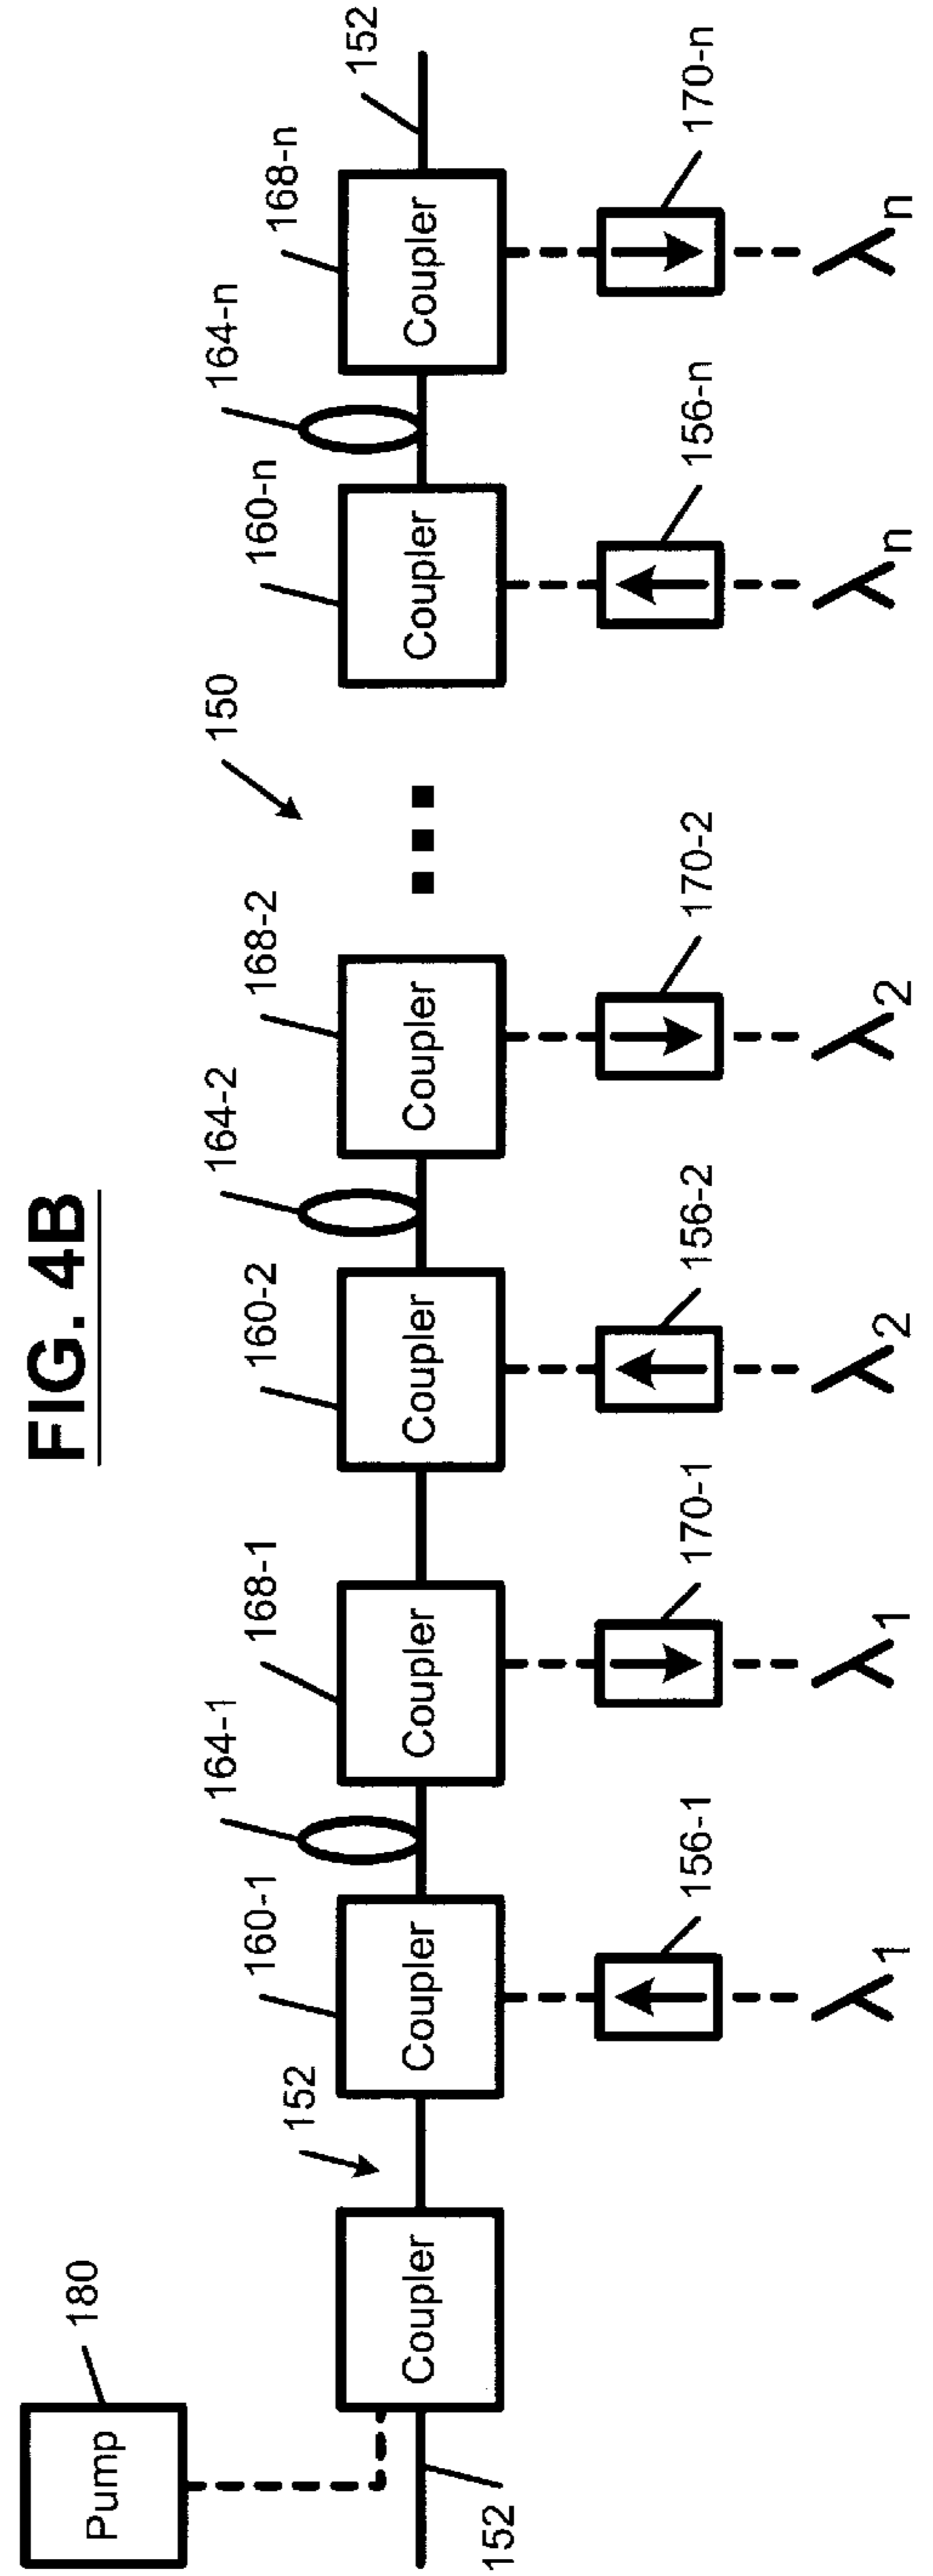 FIG. 4B
Pump
180
152
Coupler
152
160-1
Coupler
164-1
168-1
Coupler
160-2
Coupler
164-2
168-2
Coupler
150
160-n
Coupler
164-n
168-n
Coupler
152
156-1
170-1
156-2
170-2
156-n
170-n
λ1
λ1
λ2
λ2
λn
λn